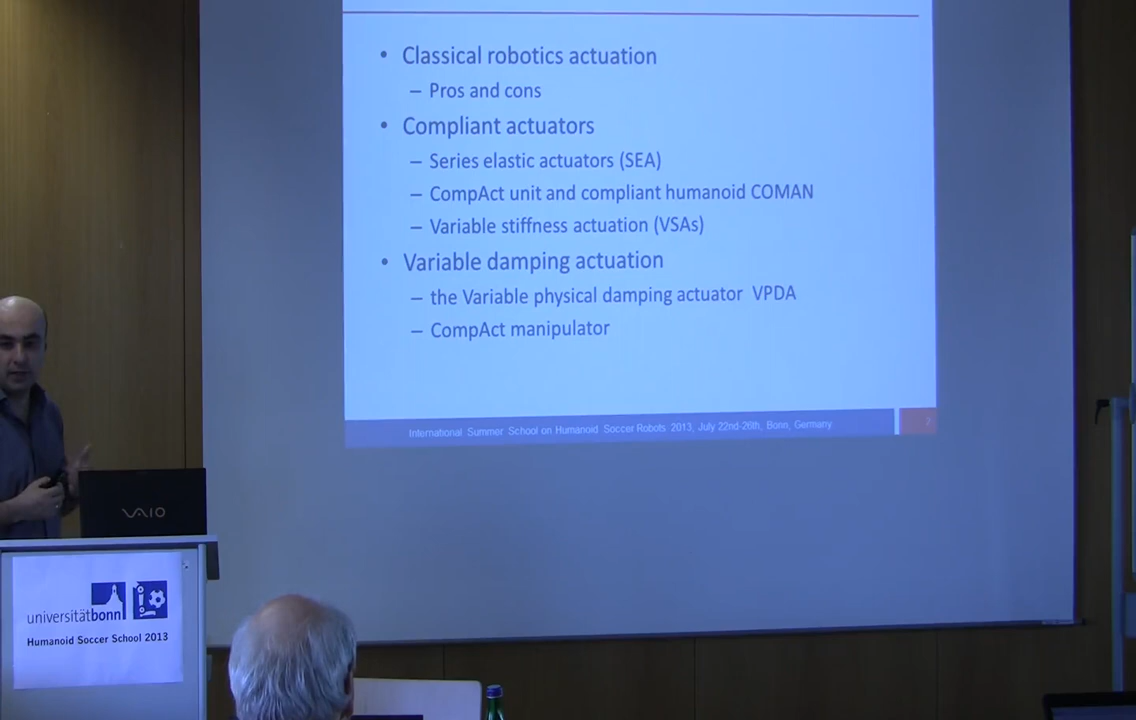 • Classical robotics actuation
– Pros and cons
• Compliant actuators
– Series elastic actuators (SEA)
– CompAct unit and compliant humanoid COMAN
– Variable stiffness actuation (VSAs)
• Variable damping actuation
– the Variable physical damping actuator VPDA
– CompAct manipulator
International Summer School on Humanoid Soccer Robots 2013, July 22nd-26th, Bonn, Germany
VAIO
universitätbonn
Humanoid Soccer School 2013